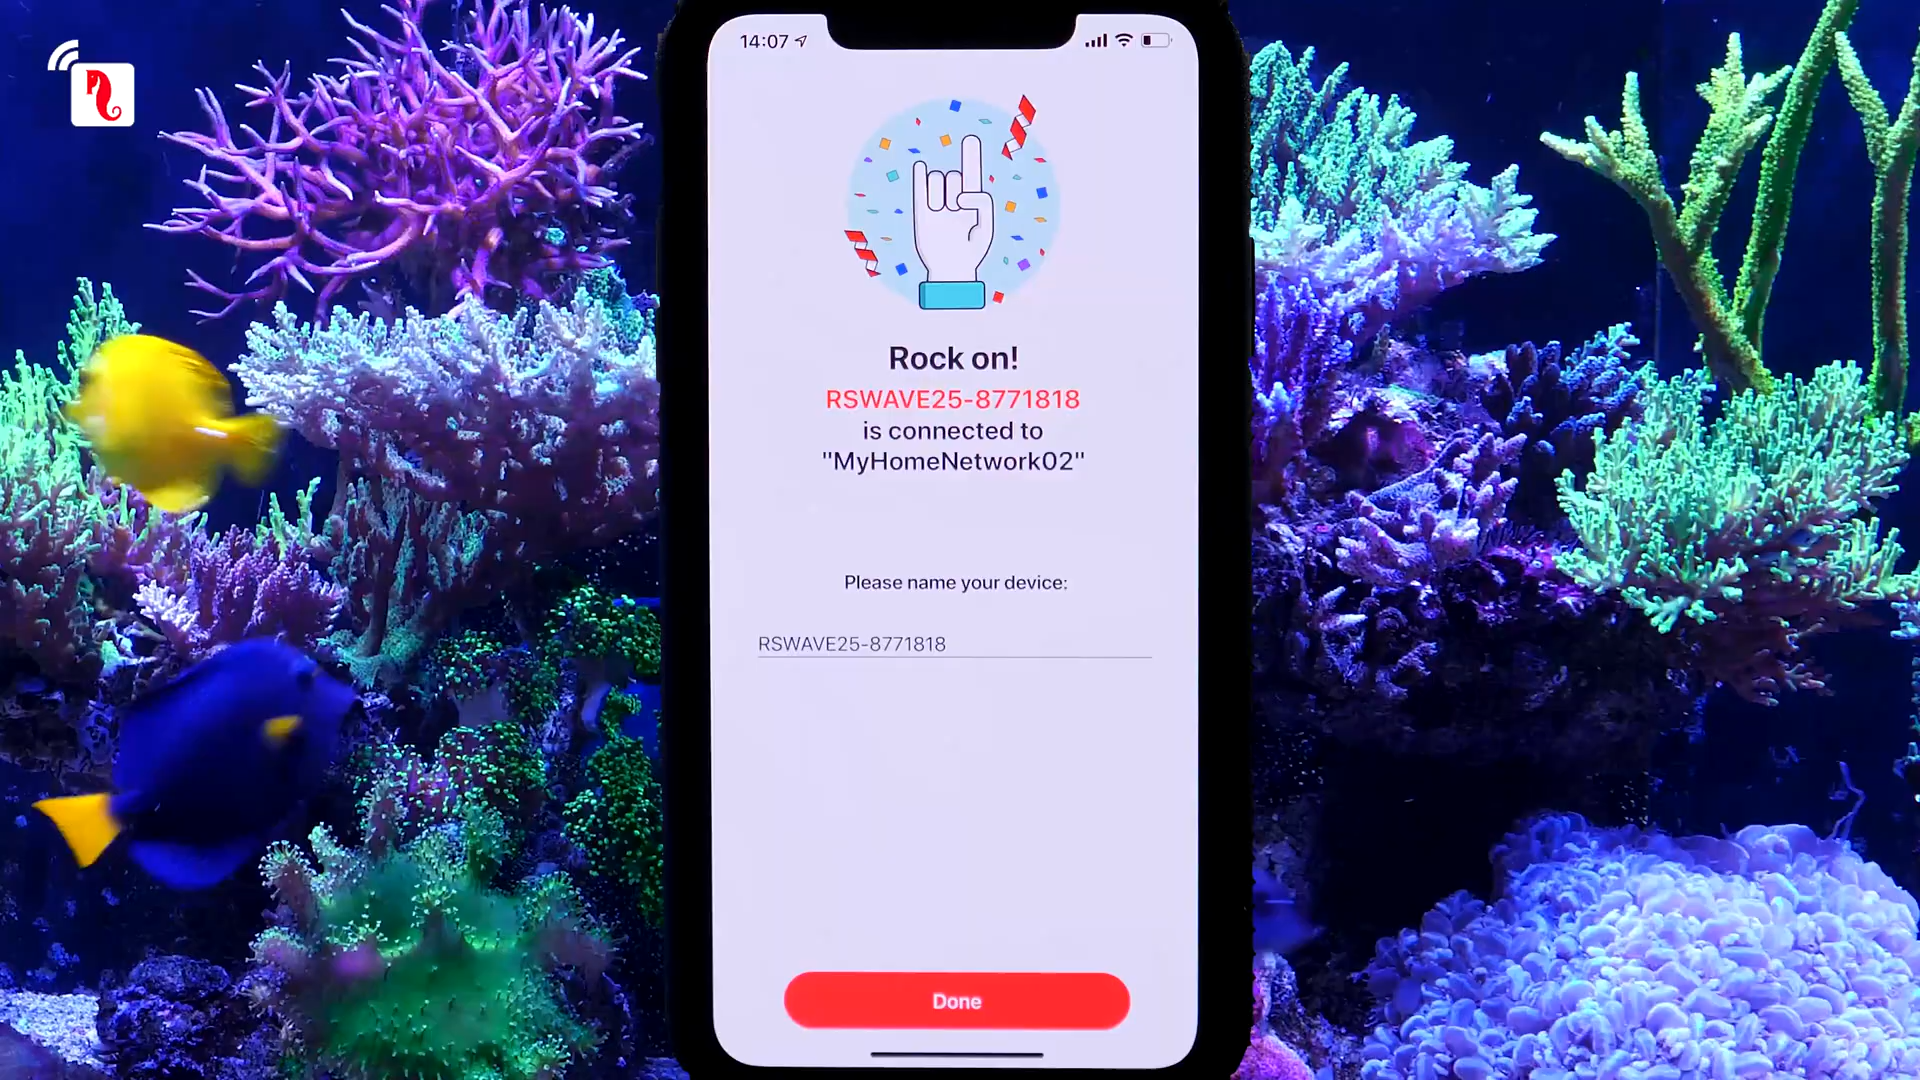 14:07
Rock on!
RSWAVE25-8771818
is connected to
"MyHomeNetwork02"
Please name your device:
RSWAVE25-8771818
Done